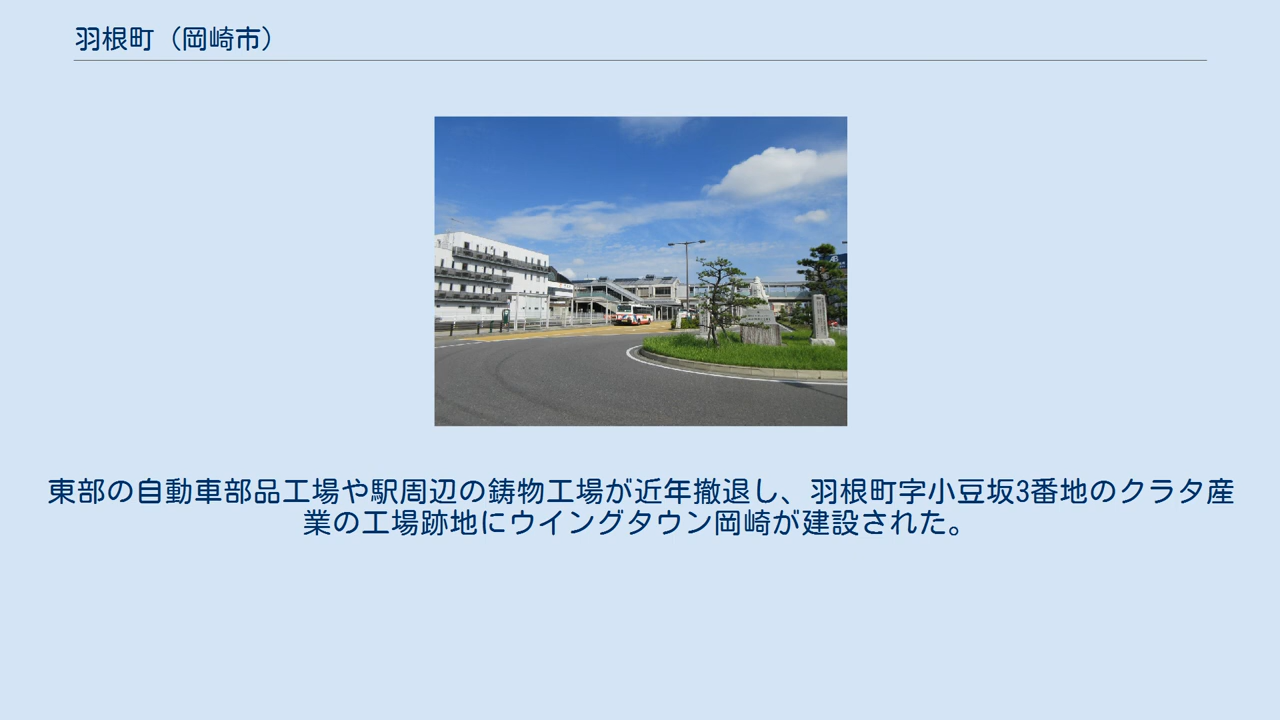 羽根町（岡崎市）
東部の自動車部品工場や駅周辺の鋳物工場が近年撤退し、羽根町字小豆坂3番地のクラタ産
業の工場跡地にウイングタウン岡崎が建設された。